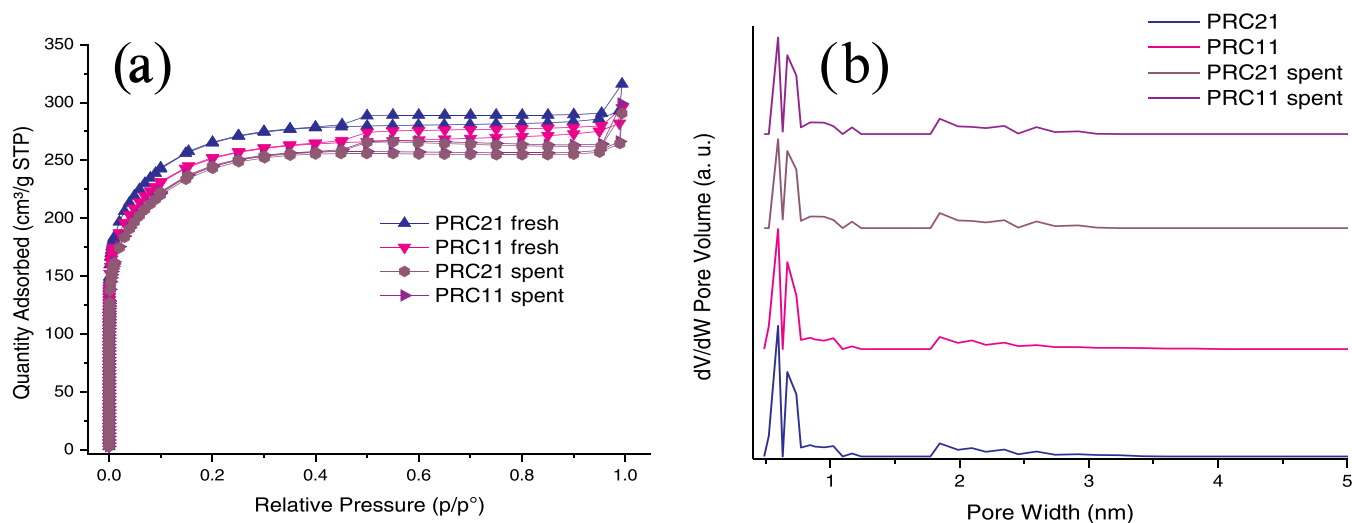 (a)
350
300
250
200
150
100
50
0
Quantity Adsorbed (cm³/g STP)
PRC21 fresh
PRC11 fresh
PRC21 spent
PRC11 spent
0.0 0.2 0.4 0.6 0.8 1.0
Relative Pressure (p/p°)
(b)
PRC21
PRC11
PRC21 spent
PRC11 spent
dV/dW Pore Volume (a. u.)
1 2 3 4 5
Pore Width (nm)